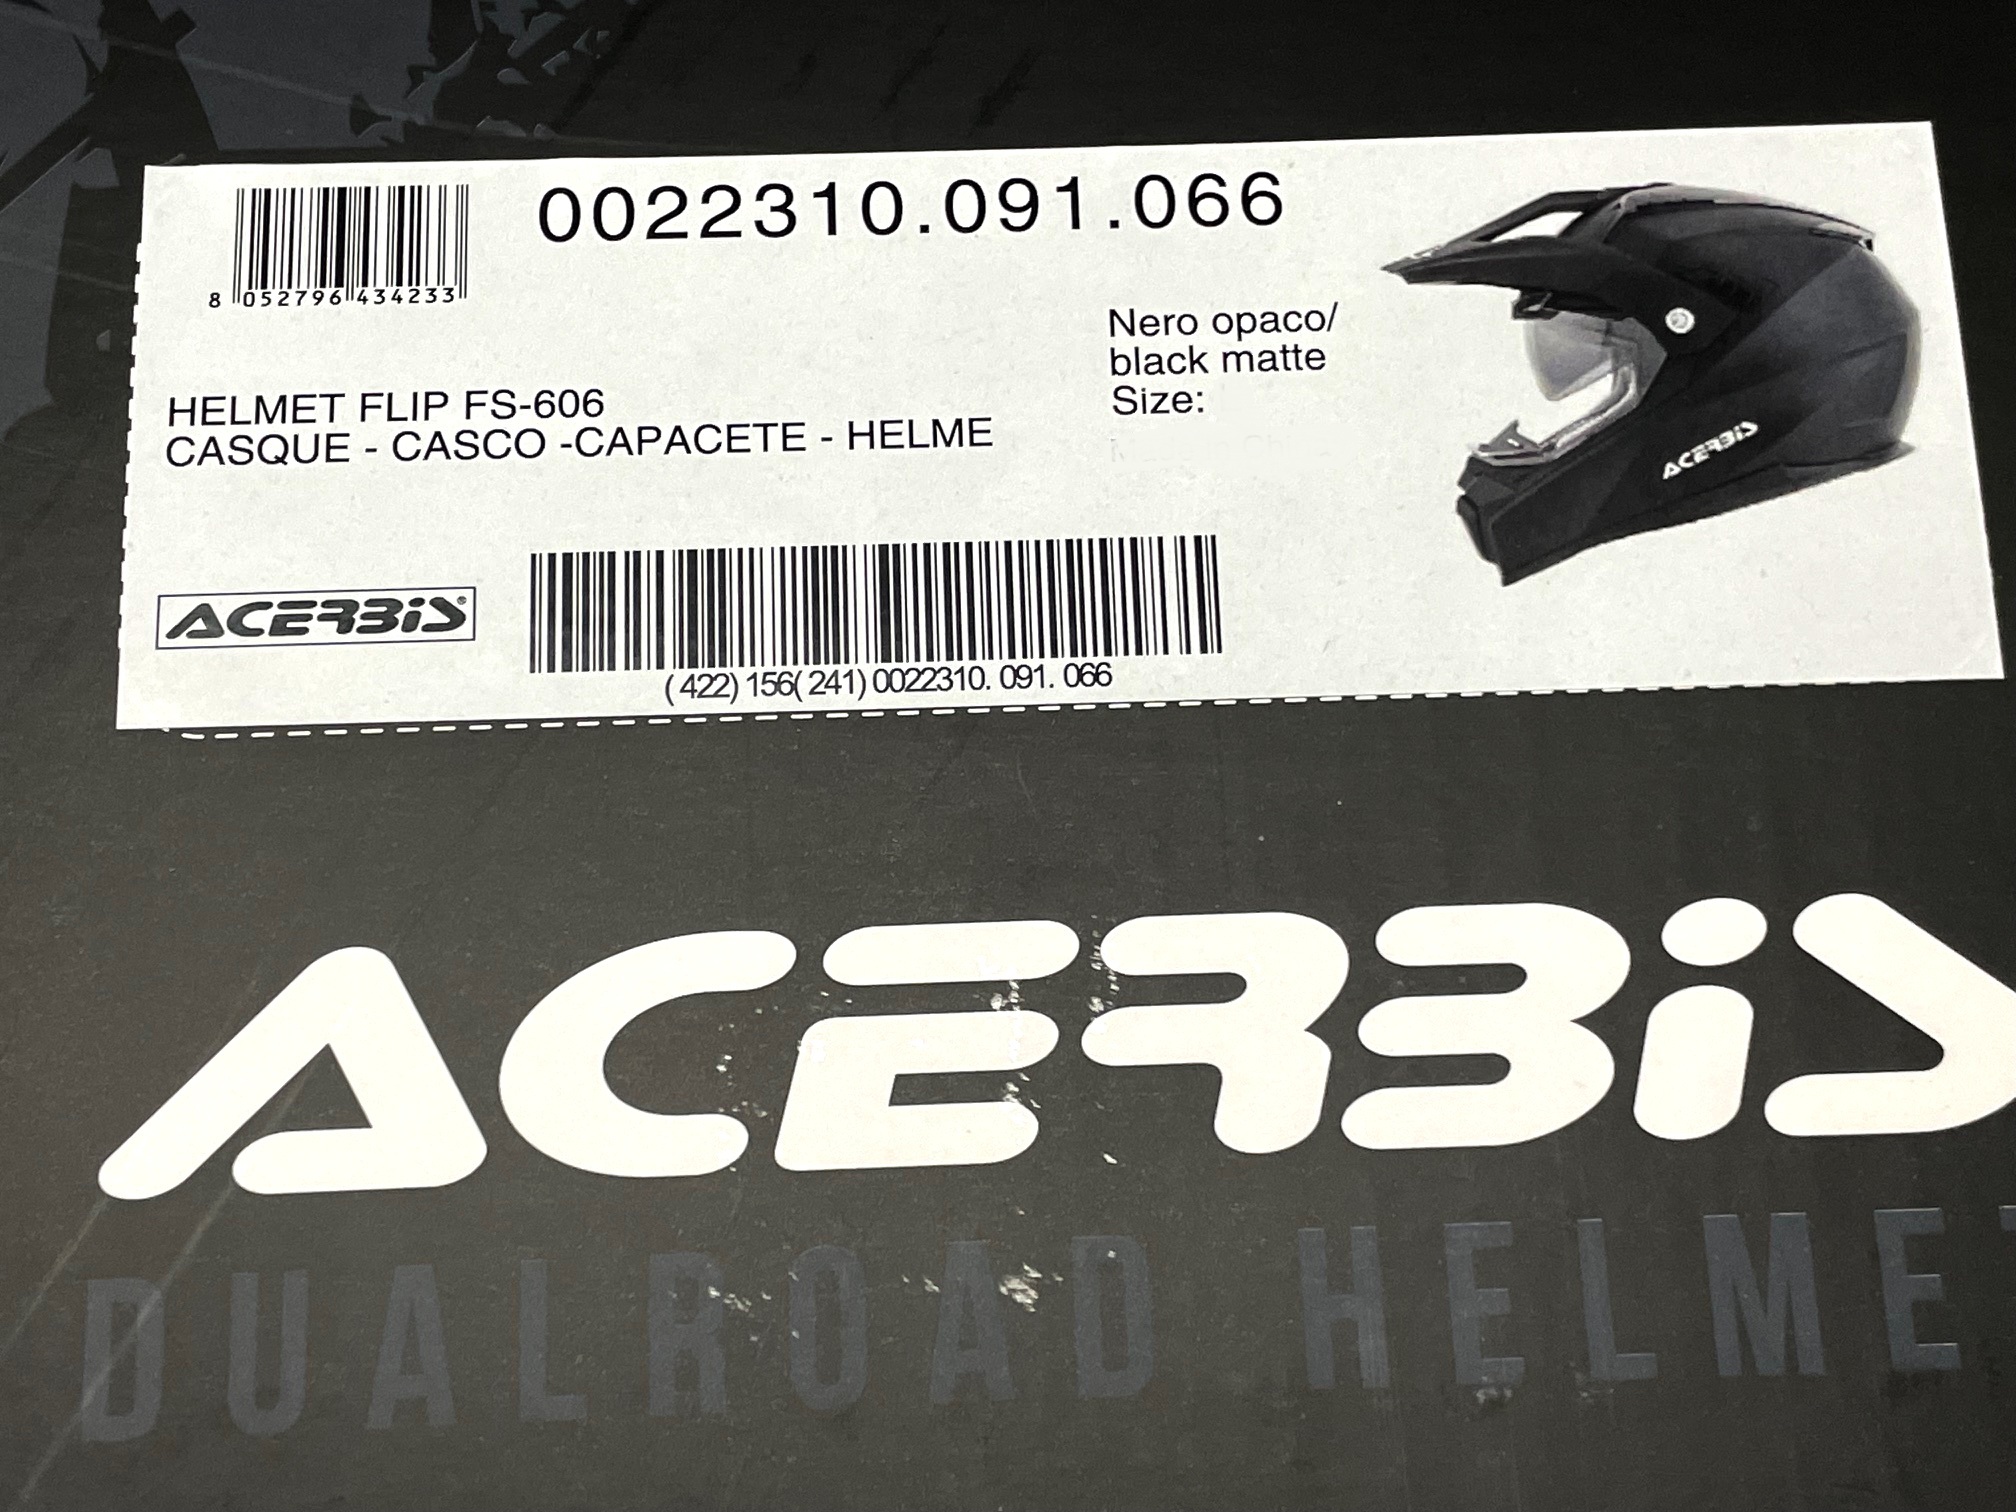 0022310.091.066
8 052796 434233
Nero opaco/
black matte
Size:
HELMET FLIP FS-606
CASQUE - CASCO -CAPACETE - HELME
ACERBIS
ACERBIS®
(422)156(241)0022310.091.066
ACERBIS
DUALROAD HELME